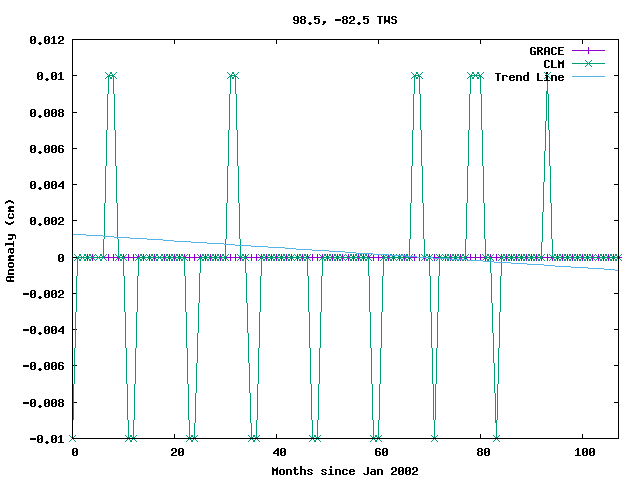 98.5, -82.5 TWS
GRACE
CLM
Trend Line
0.012
0.01
0.008
0.006
0.004
0.002
0
-0.002
-0.004
-0.006
-0.008
-0.01
Anomaly (cm)
0 20 40 60 80 100
Months since Jan 2002